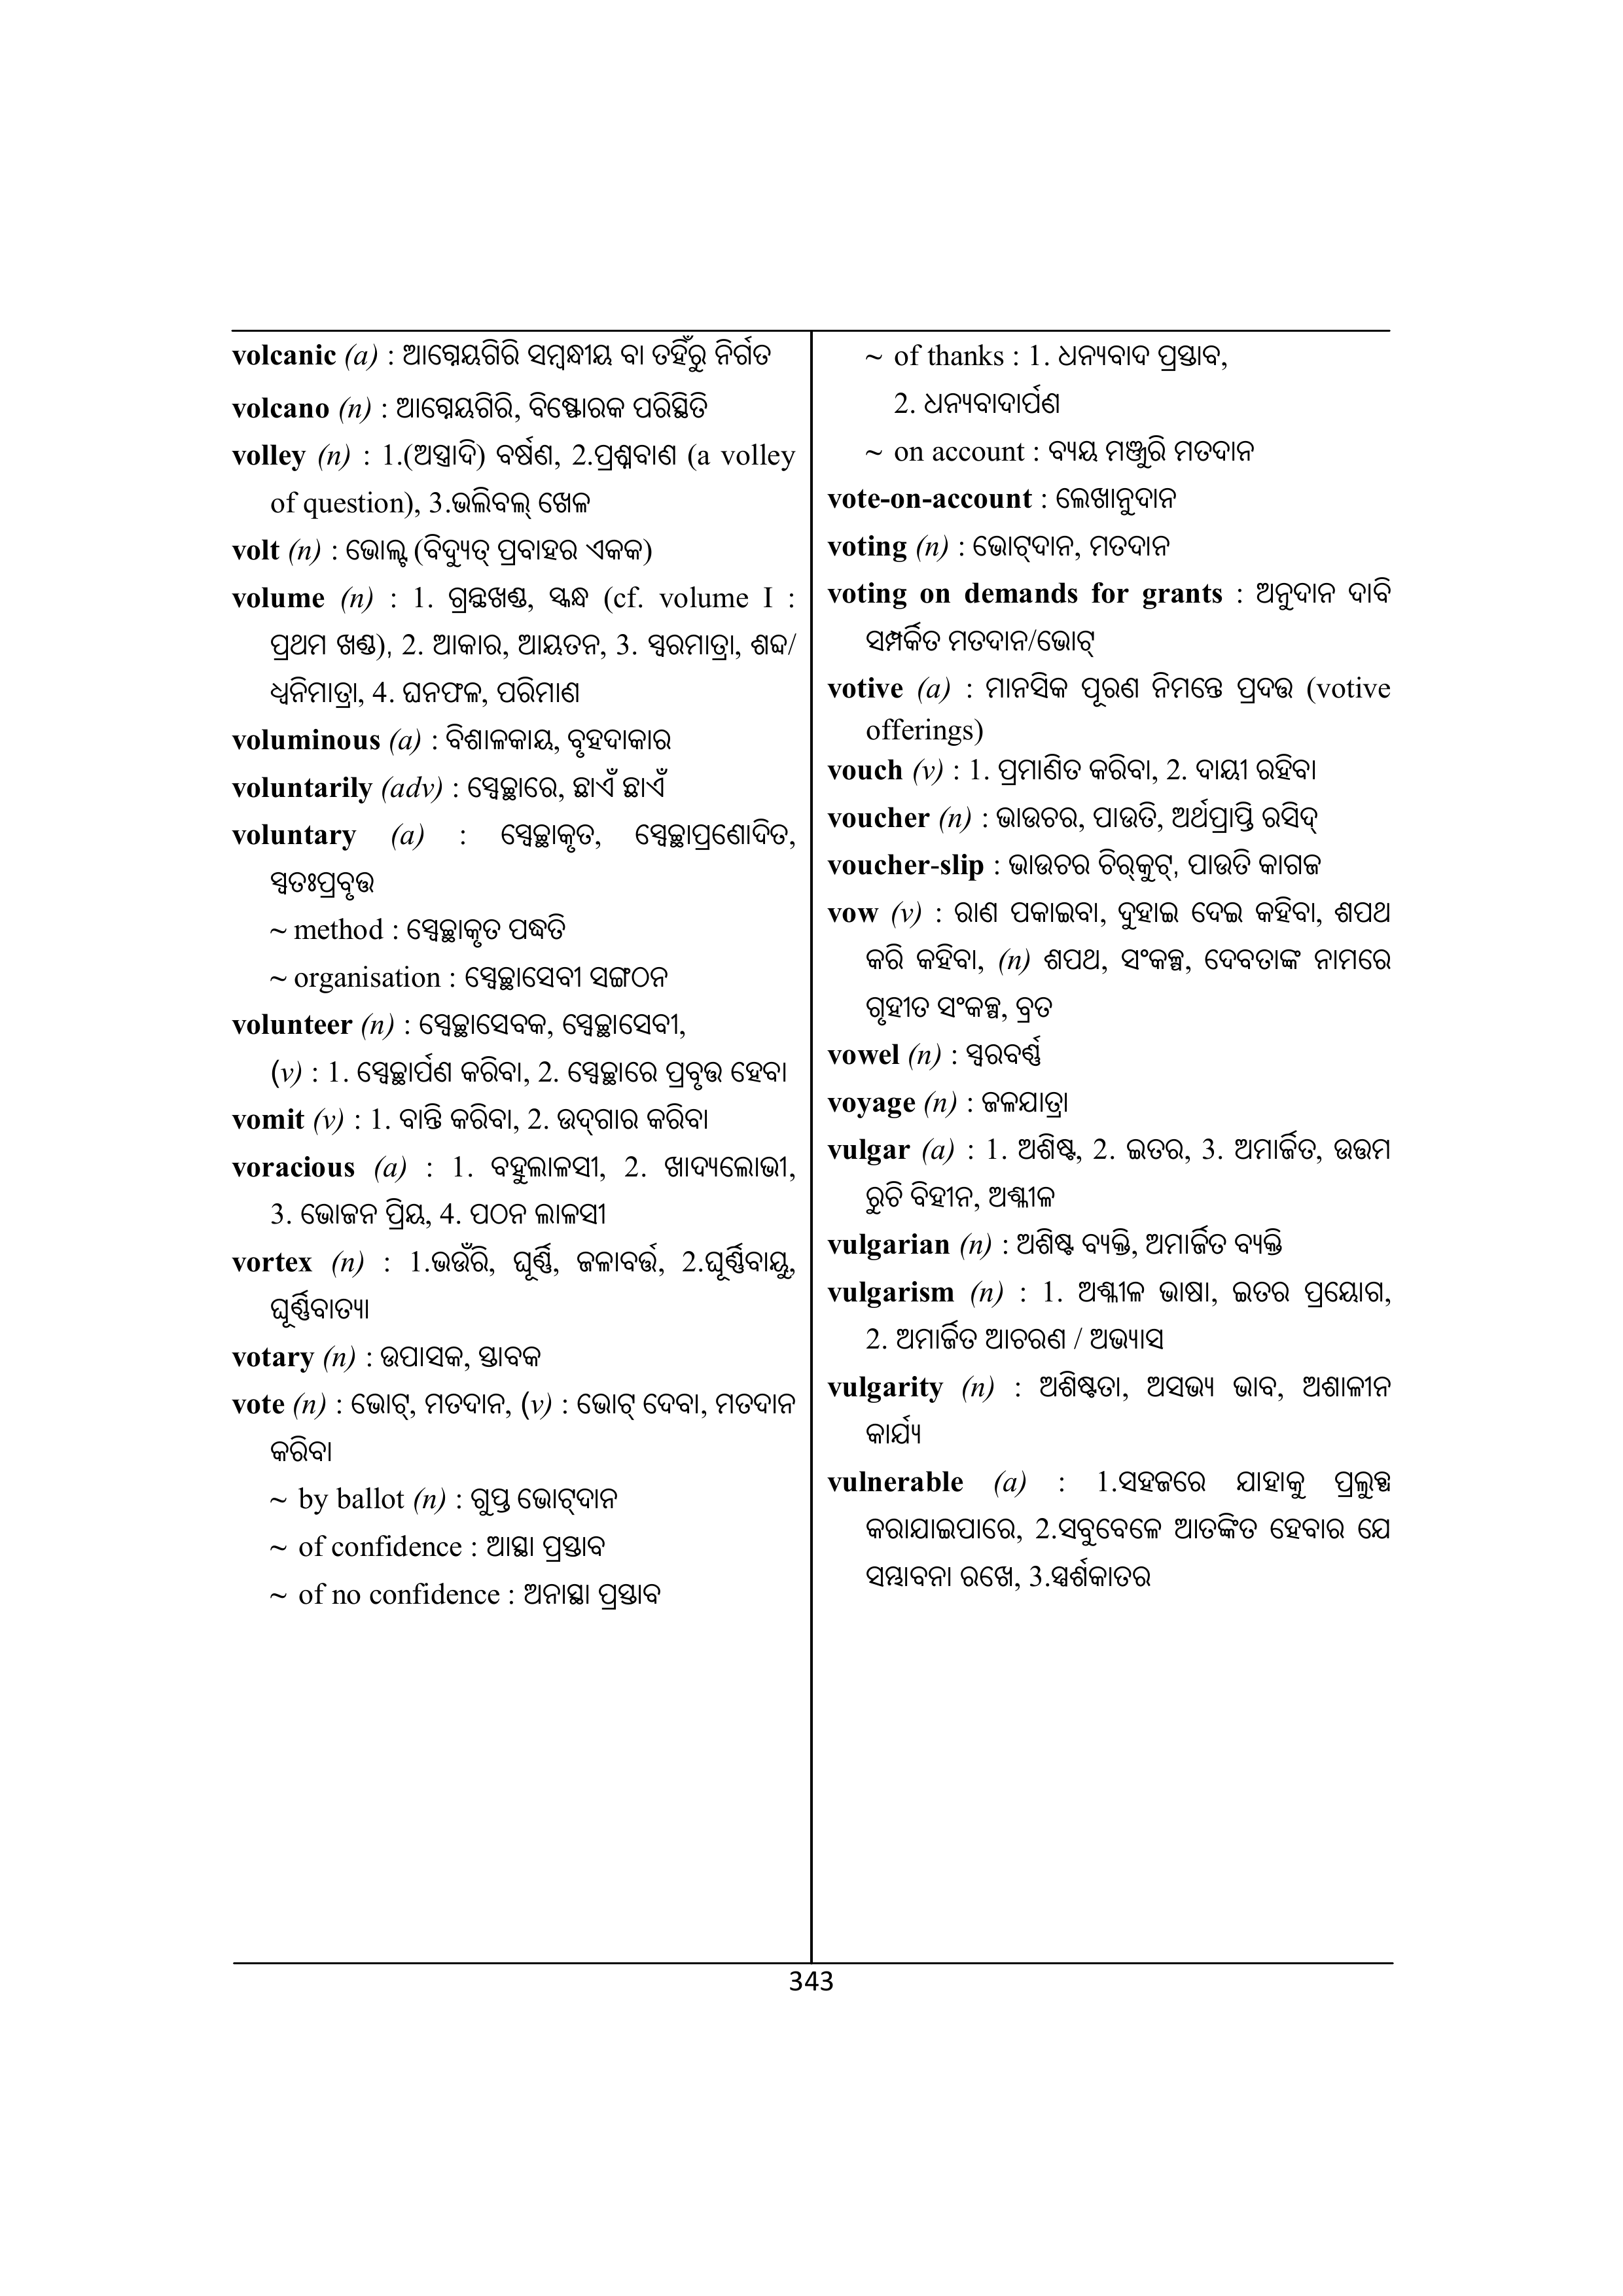 volcanic (a) : ଆଗ୍ନେୟଗିରି ସମ୍ବନ୍ଧୀୟ ବା ତହିଁରୁ ନିର୍ଗତ
volcano (n) : ଆଗ୍ନେୟଗିରି, ବିଷ୍ଫୋରକ ପରିସ୍ଥିତି
volley (n) : 1.(ଅସ୍ତ୍ରାଦି) ବର୍ଷଣ, 2.ପ୍ରଶ୍ନବାଣ (a volley
of question), 3.ଭଲିବଲ୍ ଖେଳ
volt (n) : ଭୋଲ୍ଟ (ବିଦ୍ୟୁତ୍ ପ୍ରବାହର ଏକକ)
volume (n) : 1. ଗ୍ରନ୍ଥଖଣ୍ଡ, ସ୍କନ୍ଧ (cf. volume I :
ପ୍ରଥମ ଖଣ୍ଡ), 2. ଆକାର, ଆୟତନ, 3. ସ୍ୱରମାତ୍ରା, ଶବ୍ଦ/
ଧ୍ୱନିମାତ୍ରା, 4. ଘନଫଳ, ପରିମାଣ
voluminous (a) : ବିଶାଳକାୟ, ବୃହଦାକାର
voluntarily (adv) : ସ୍ୱେଚ୍ଛାରେ, ଛାଏଁ ଛାଏଁ
voluntary (a) : ସ୍ୱେଚ୍ଛାକୃତ, ସ୍ୱେଚ୍ଛାପ୍ରଣୋଦିତ,
ସ୍ୱତଃପ୍ରବୃତ୍ତ
~ method : ସ୍ୱେଚ୍ଛାକୃତ ପଦ୍ଧତି
~ organisation : ସ୍ୱେଚ୍ଛାସେବୀ ସଙ୍ଗଠନ
volunteer (n) : ସ୍ୱେଚ୍ଛାସେବକ, ସ୍ୱେଚ୍ଛାସେବୀ,
(v) : 1. ସ୍ୱେଚ୍ଛାର୍ପଣ କରିବା, 2. ସ୍ୱେଚ୍ଛାରେ ପ୍ରବୃତ୍ତ ହେବା
vomit (v) : 1. ବାନ୍ତି କରିବା, 2. ଉଦ୍‌ଗାର କରିବା
voracious (a) : 1. ବହୁଲାଳସୀ, 2. ଖାଦ୍ୟଲୋଭୀ,
3. ଭୋଜନ ପ୍ରିୟ, 4. ପଠନ ଲାଳସୀ
vortex (n) : 1.ଭଉଁରି, ଘୂର୍ଣ୍ଣି, ଜଳାବର୍ତ୍ତ, 2.ଘୂର୍ଣ୍ଣିବାୟୁ,
ଘୂର୍ଣ୍ଣିବାତ୍ୟା
votary (n) : ଉପାସକ, ସ୍ତାବକ
vote (n) : ଭୋଟ୍, ମତଦାନ, (v) : ଭୋଟ୍ ଦେବା, ମତଦାନ
କରିବା
~ by ballot (n) : ଗୁପ୍ତ ଭୋଟ୍‌ଦାନ
~ of confidence : ଆସ୍ଥା ପ୍ରସ୍ତାବ
~ of no confidence : ଅନାସ୍ଥା ପ୍ରସ୍ତାବ
~ of thanks : 1. ଧନ୍ୟବାଦ ପ୍ରସ୍ତାବ,
2. ଧନ୍ୟବାଦାର୍ପଣ
~ on account : ବ୍ୟୟ ମଞ୍ଜୁରି ମତଦାନ
vote-on-account : ଲେଖାନୁଦାନ
voting (n) : ଭୋଟ୍‌ଦାନ, ମତଦାନ
voting on demands for grants : ଅନୁଦାନ ଦାବି
ସମ୍ପର୍କିତ ମତଦାନ/ଭୋଟ୍
votive (a) : ମାନସିକ ପୂରଣ ନିମନ୍ତେ ପ୍ରଦତ୍ତ (votive
offerings)
vouch (v) : 1. ପ୍ରମାଣିତ କରିବା, 2. ଦାୟୀ ରହିବା
voucher (n) : ଭାଉଚର, ପାଉତି, ଅର୍ଥପ୍ରାପ୍ତି ରସିଦ୍
voucher-slip : ଭାଉଚର ଚିର୍‌କୁଟ୍, ପାଉତି କାଗଜ
vow (v) : ରାଣ ପକାଇବା, ଦୁହାଇ ଦେଇ କହିବା, ଶପଥ
କରି କହିବା, (n) ଶପଥ, ସଂକଳ୍ପ, ଦେବତାଙ୍କ ନାମରେ
ଗୃହୀତ ସଂକଳ୍ପ, ବ୍ରତ
vowel (n) : ସ୍ୱରବର୍ଣ୍ଣ
voyage (n) : ଜଳଯାତ୍ରା
vulgar (a) : 1. ଅଶିଷ୍ଟ, 2. ଇତର, 3. ଅମାର୍ଜିତ, ଉତ୍ତମ
ରୁଚି ବିହୀନ, ଅଶ୍ଳୀଳ
vulgarian (n) : ଅଶିଷ୍ଟ ବ୍ୟକ୍ତି, ଅମାର୍ଜିତ ବ୍ୟକ୍ତି
vulgarism (n) : 1. ଅଶ୍ଳୀଳ ଭାଷା, ଇତର ପ୍ରୟୋଗ,
2. ଅମାର୍ଜିତ ଆଚରଣ / ଅଭ୍ୟାସ
vulgarity (n) : ଅଶିଷ୍ଟତା, ଅସଭ୍ୟ ଭାବ, ଅଶାଳୀନ
କାର୍ଯ୍ୟ
vulnerable (a) : 1.ସହଜରେ ଯାହାକୁ ପ୍ରଲୁବ୍ଧ
କରାଯାଇପାରେ, 2.ସବୁବେଳେ ଆତଙ୍କିତ ହେବାର ଯେ
ସମ୍ଭାବନା ରଖେ, 3.ସ୍ପର୍ଶକାତର
343